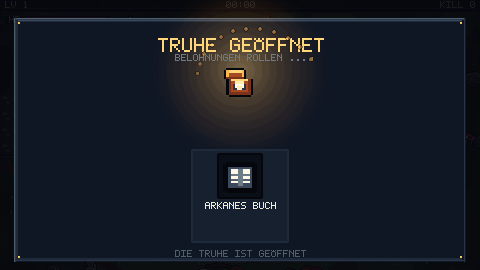 LV 1 00:00 KILL 0
TRUHE GEÖFFNET
BELOHNUNGEN ROLLEN ....
ARKANES BUCH
DIE TRUHE IST GEÖFFNET